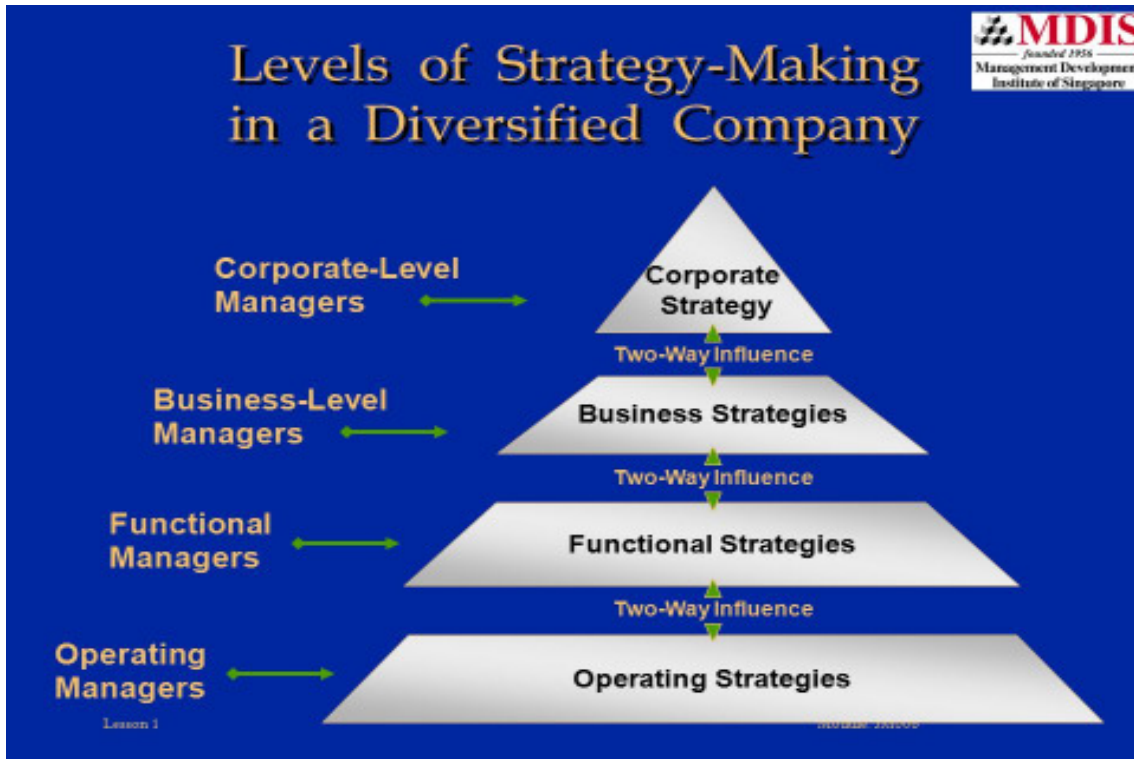 MDIS
founded 1956
Management Developmen
Institute of Singapore
Levels of Strategy-Making
in a Diversified Company
Corporate-Level
Managers
Corporate
Strategy
Two-Way Influence
Business-Level
Managers
Business Strategies
Two-Way Influence
Functional
Managers
Functional Strategies
Two-Way Influence
Operating
Managers
Operating Strategies
Lesson 1